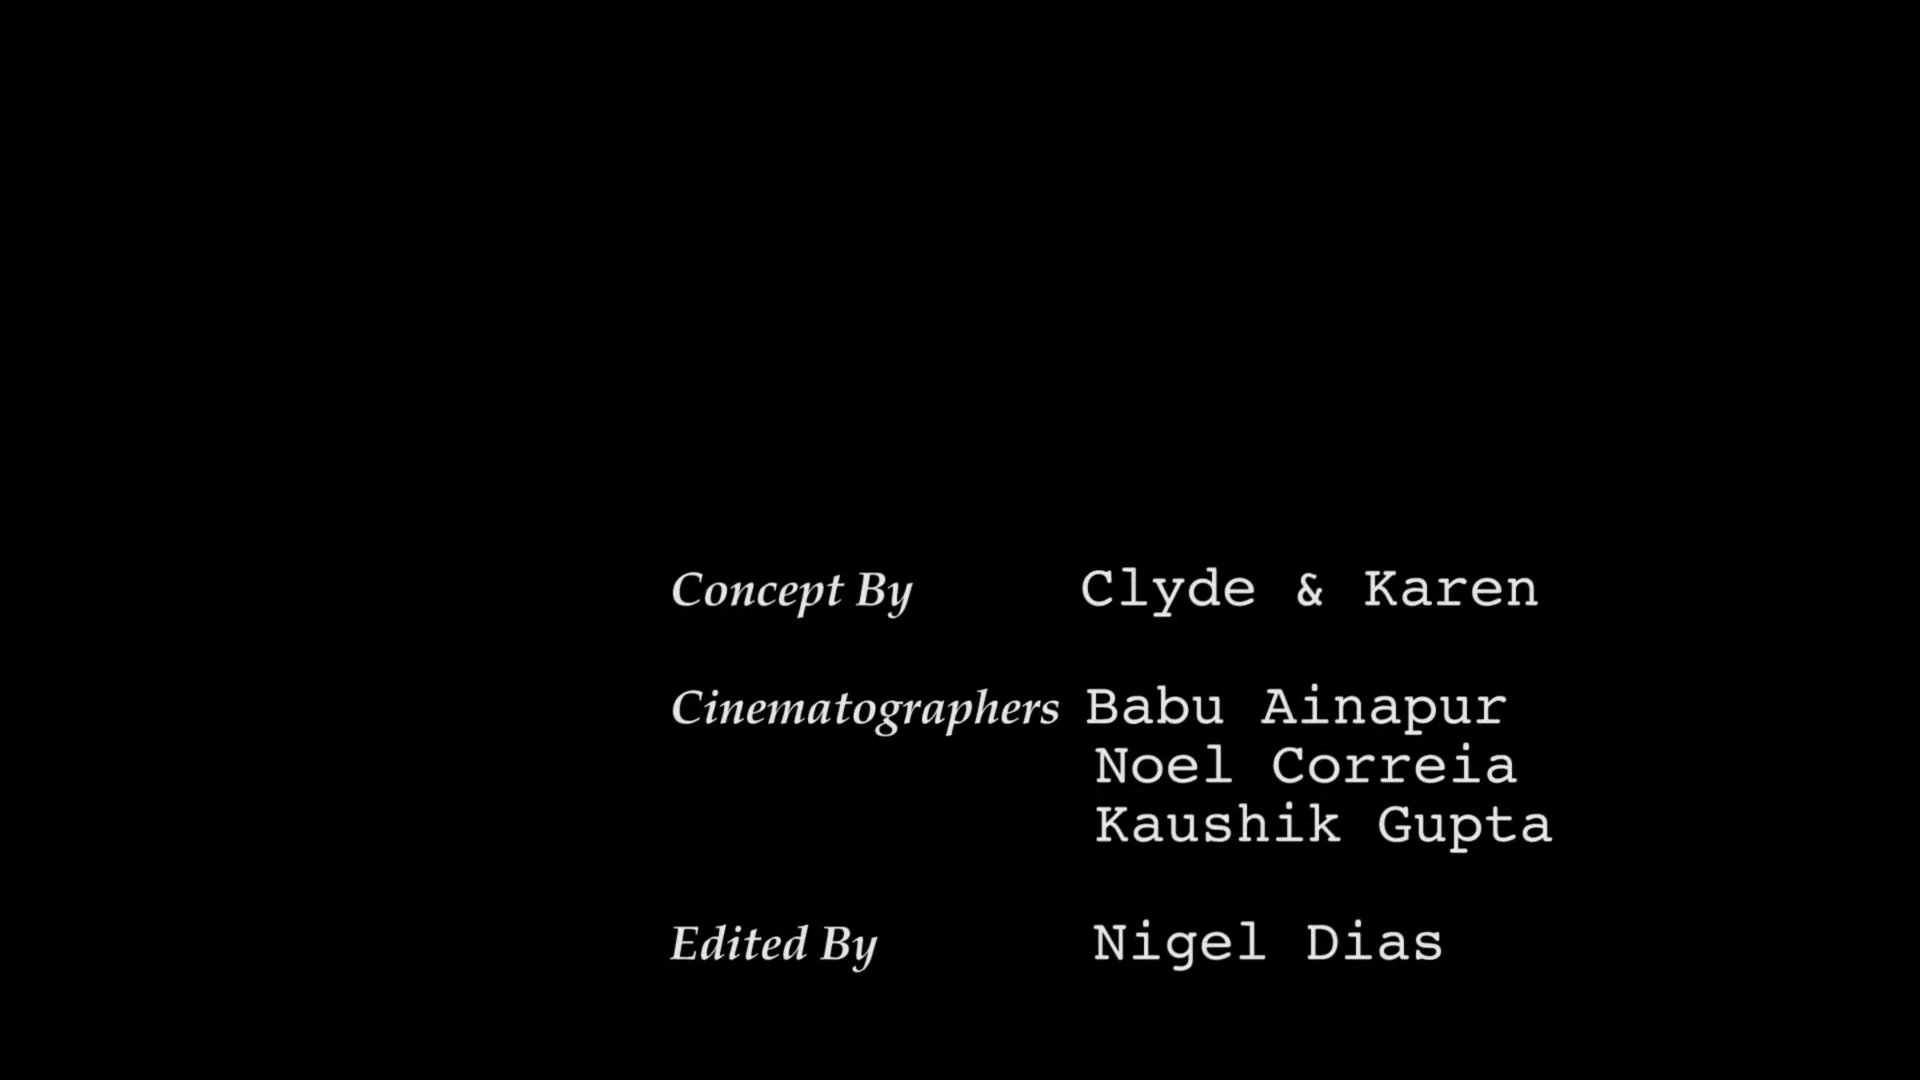 Concept By Clyde & Karen
Cinematographers Babu Ainapur
Noel Correia
Kaushik Gupta
Edited By Nigel Dias